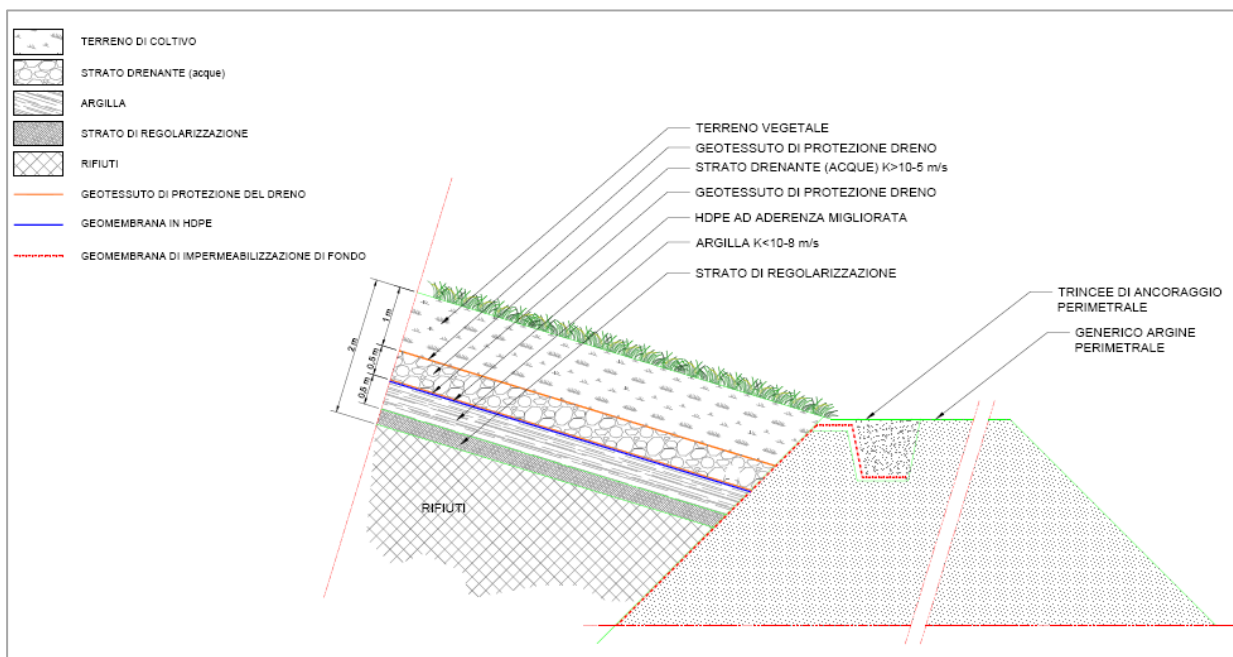 TERRENO DI COLTIVO
STRATO DRENANTE (acque)
ARGILLA
STRATO DI REGOLARIZZAZIONE
RIFIUTI
GEOTESSUTO DI PROTEZIONE DEL DRENO
GEOMEMBRANA IN HDPE
GEOMEMBRANA DI IMPERMEABILIZZAZIONE DI FONDO
TERRENO VEGETALE
GEOTESSUTO DI PROTEZIONE DRENO
STRATO DRENANTE (ACQUE) K>10-5 m/s
GEOTESSUTO DI PROTEZIONE DRENO
HDPE AD ADERENZA MIGLIORATA
ARGILLA K<10-8 m/s
STRATO DI REGOLARIZZAZIONE
TRINCEE DI ANCORAGGIO
PERIMETRALE
GENERICO ARGINE
PERIMETRALE
2 m
1 m
0,5 m
0,5 m
RIFIUTI